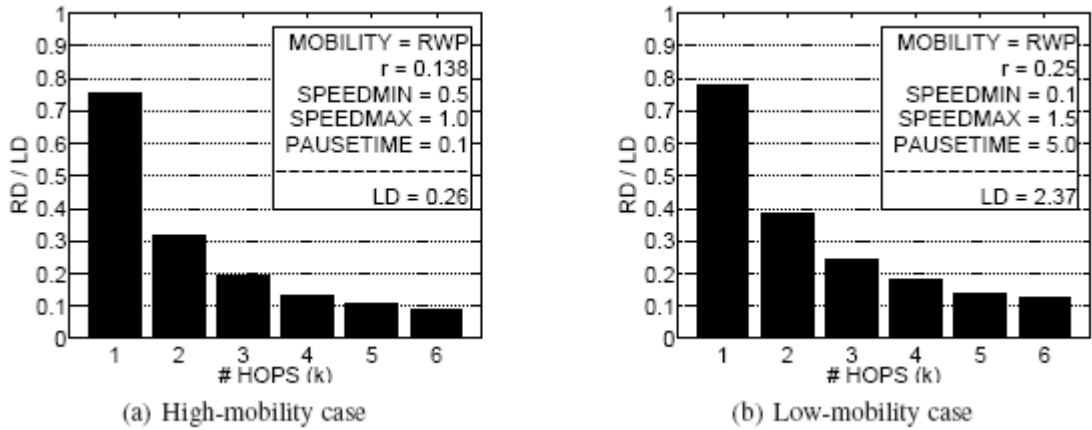 1
0.9
0.8
0.7
0.6
0.5
0.4
0.3
0.2
0.1
0
RD / LD
MOBILITY = RWP
r = 0.138
SPEEDMIN = 0.5
SPEEDMAX = 1.0
PAUSETIME = 0.1
LD = 0.26
1 2 3 4 5 6
# HOPS (k)
(a) High-mobility case
1
0.9
0.8
0.7
0.6
0.5
0.4
0.3
0.2
0.1
0
RD / LD
MOBILITY = RWP
r = 0.25
SPEEDMIN = 0.1
SPEEDMAX = 1.5
PAUSETIME = 5.0
LD = 2.37
1 2 3 4 5 6
# HOPS (k)
(b) Low-mobility case